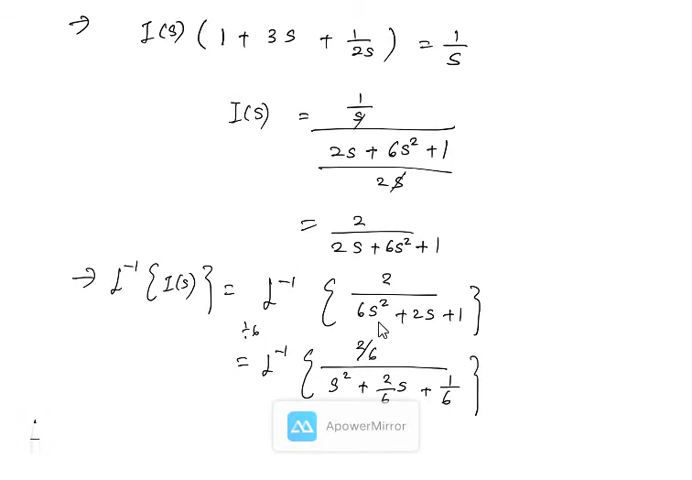 → I(s) ( 1 + 3s + 1/2s ) = 1/s
I(s) = (1/s) / ((2s + 6s² + 1)/2s)
= 2 / (2s + 6s² + 1)
→ L⁻¹ {I(s)} = L⁻¹ { 2 / (6s² + 2s + 1) }
÷6
= L⁻¹ { (2/6) / (s² + 2/6 s + 1/6) }
ApowerMirror